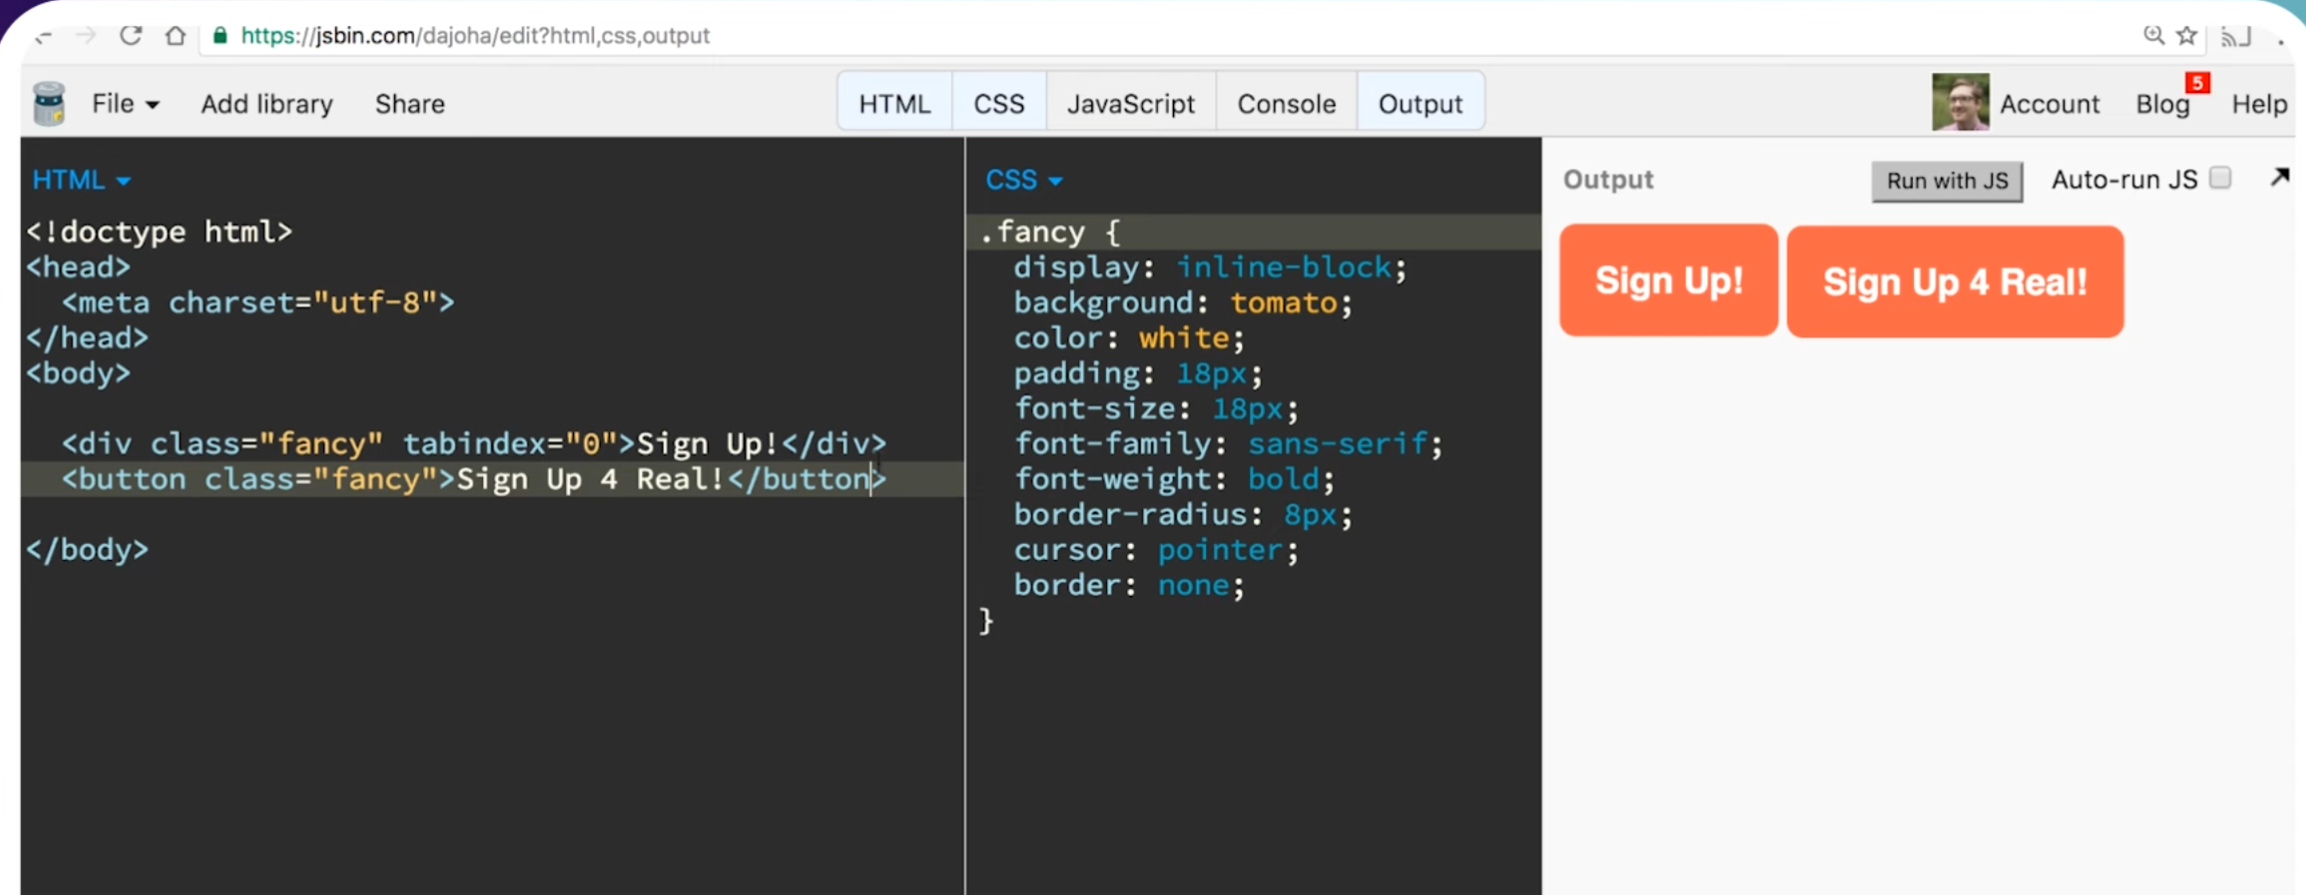 https://jsbin.com/dajoha/edit?html,css,output
File Add library Share HTML CSS JavaScript Console Output Account Blog 5 Help
HTML
<!doctype html>
<head>
  <meta charset="utf-8">
</head>
<body>
  <div class="fancy" tabindex="0">Sign Up!</div>
  <button class="fancy">Sign Up 4 Real!</button>
</body>
CSS
.fancy {
  display: inline-block;
  background: tomato;
  color: white;
  padding: 18px;
  font-size: 18px;
  font-family: sans-serif;
  font-weight: bold;
  border-radius: 8px;
  cursor: pointer;
  border: none;
}
Output Run with JS Auto-run JS
Sign Up! Sign Up 4 Real!